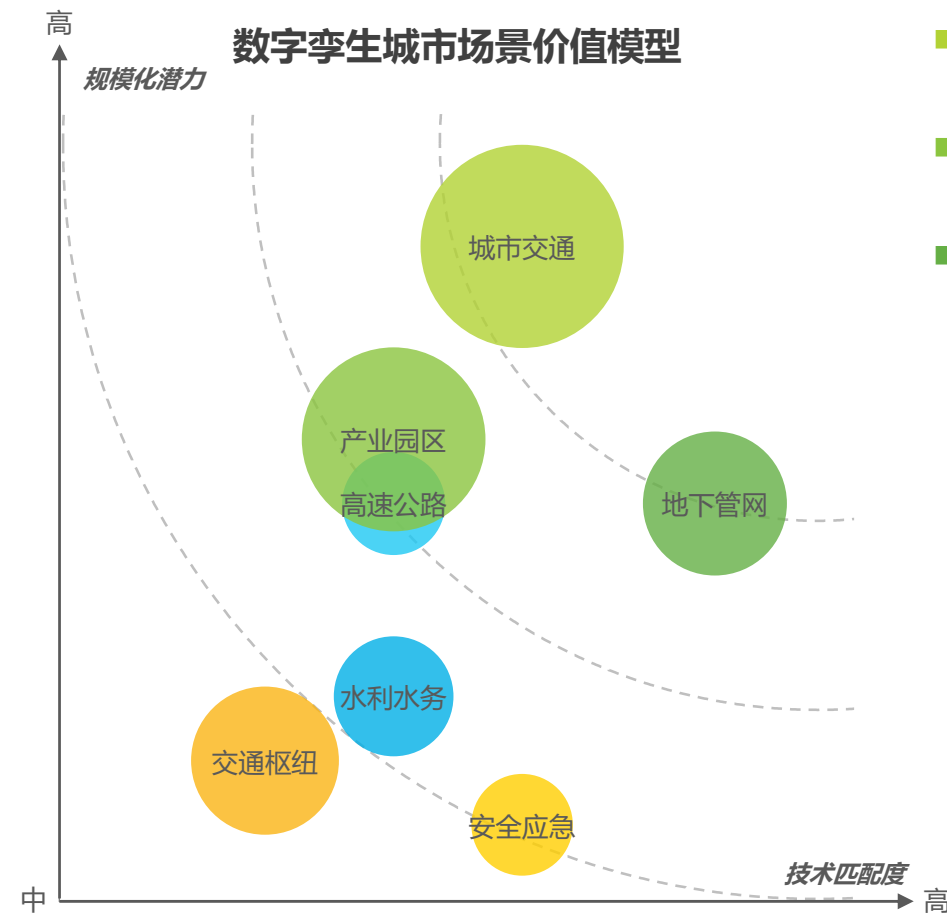 高
数字孪生城市场景价值模型
规模化潜力
城市交通
产业园区
高速公路
地下管网
水利水务
交通枢纽
安全应急
技术匹配度
中
高